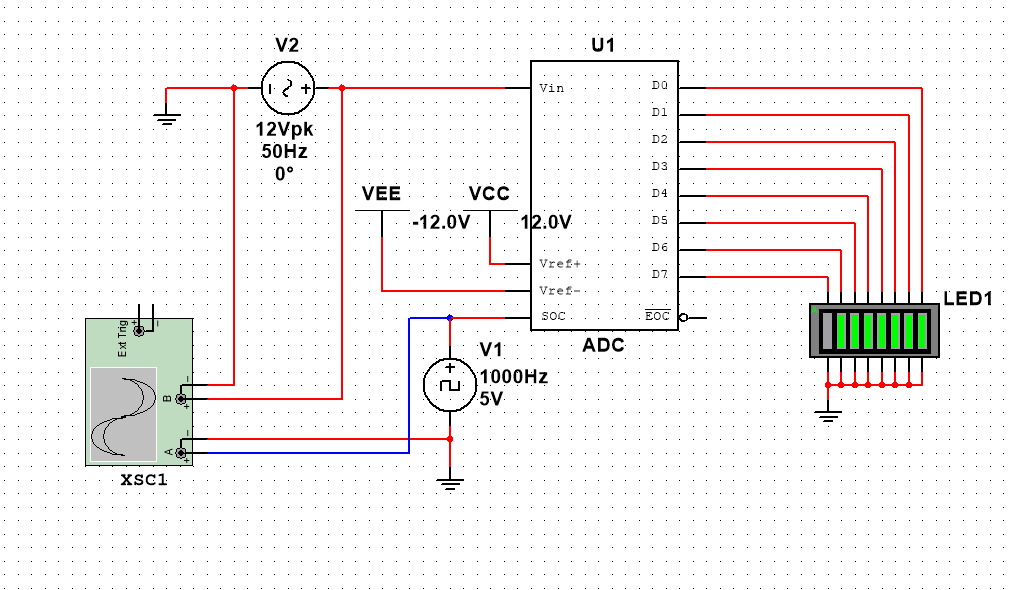 V2
U1
Vin
D0
D1
12Vpk
50Hz
0°
D2
D3
VEE
VCC
D4
-12.0V
12.0V
D5
D6
Vref+
D7
Vref-
LED1
SOC
EOC
Ext Trig
V1
ADC
1000Hz
5V
B
A
XSC1